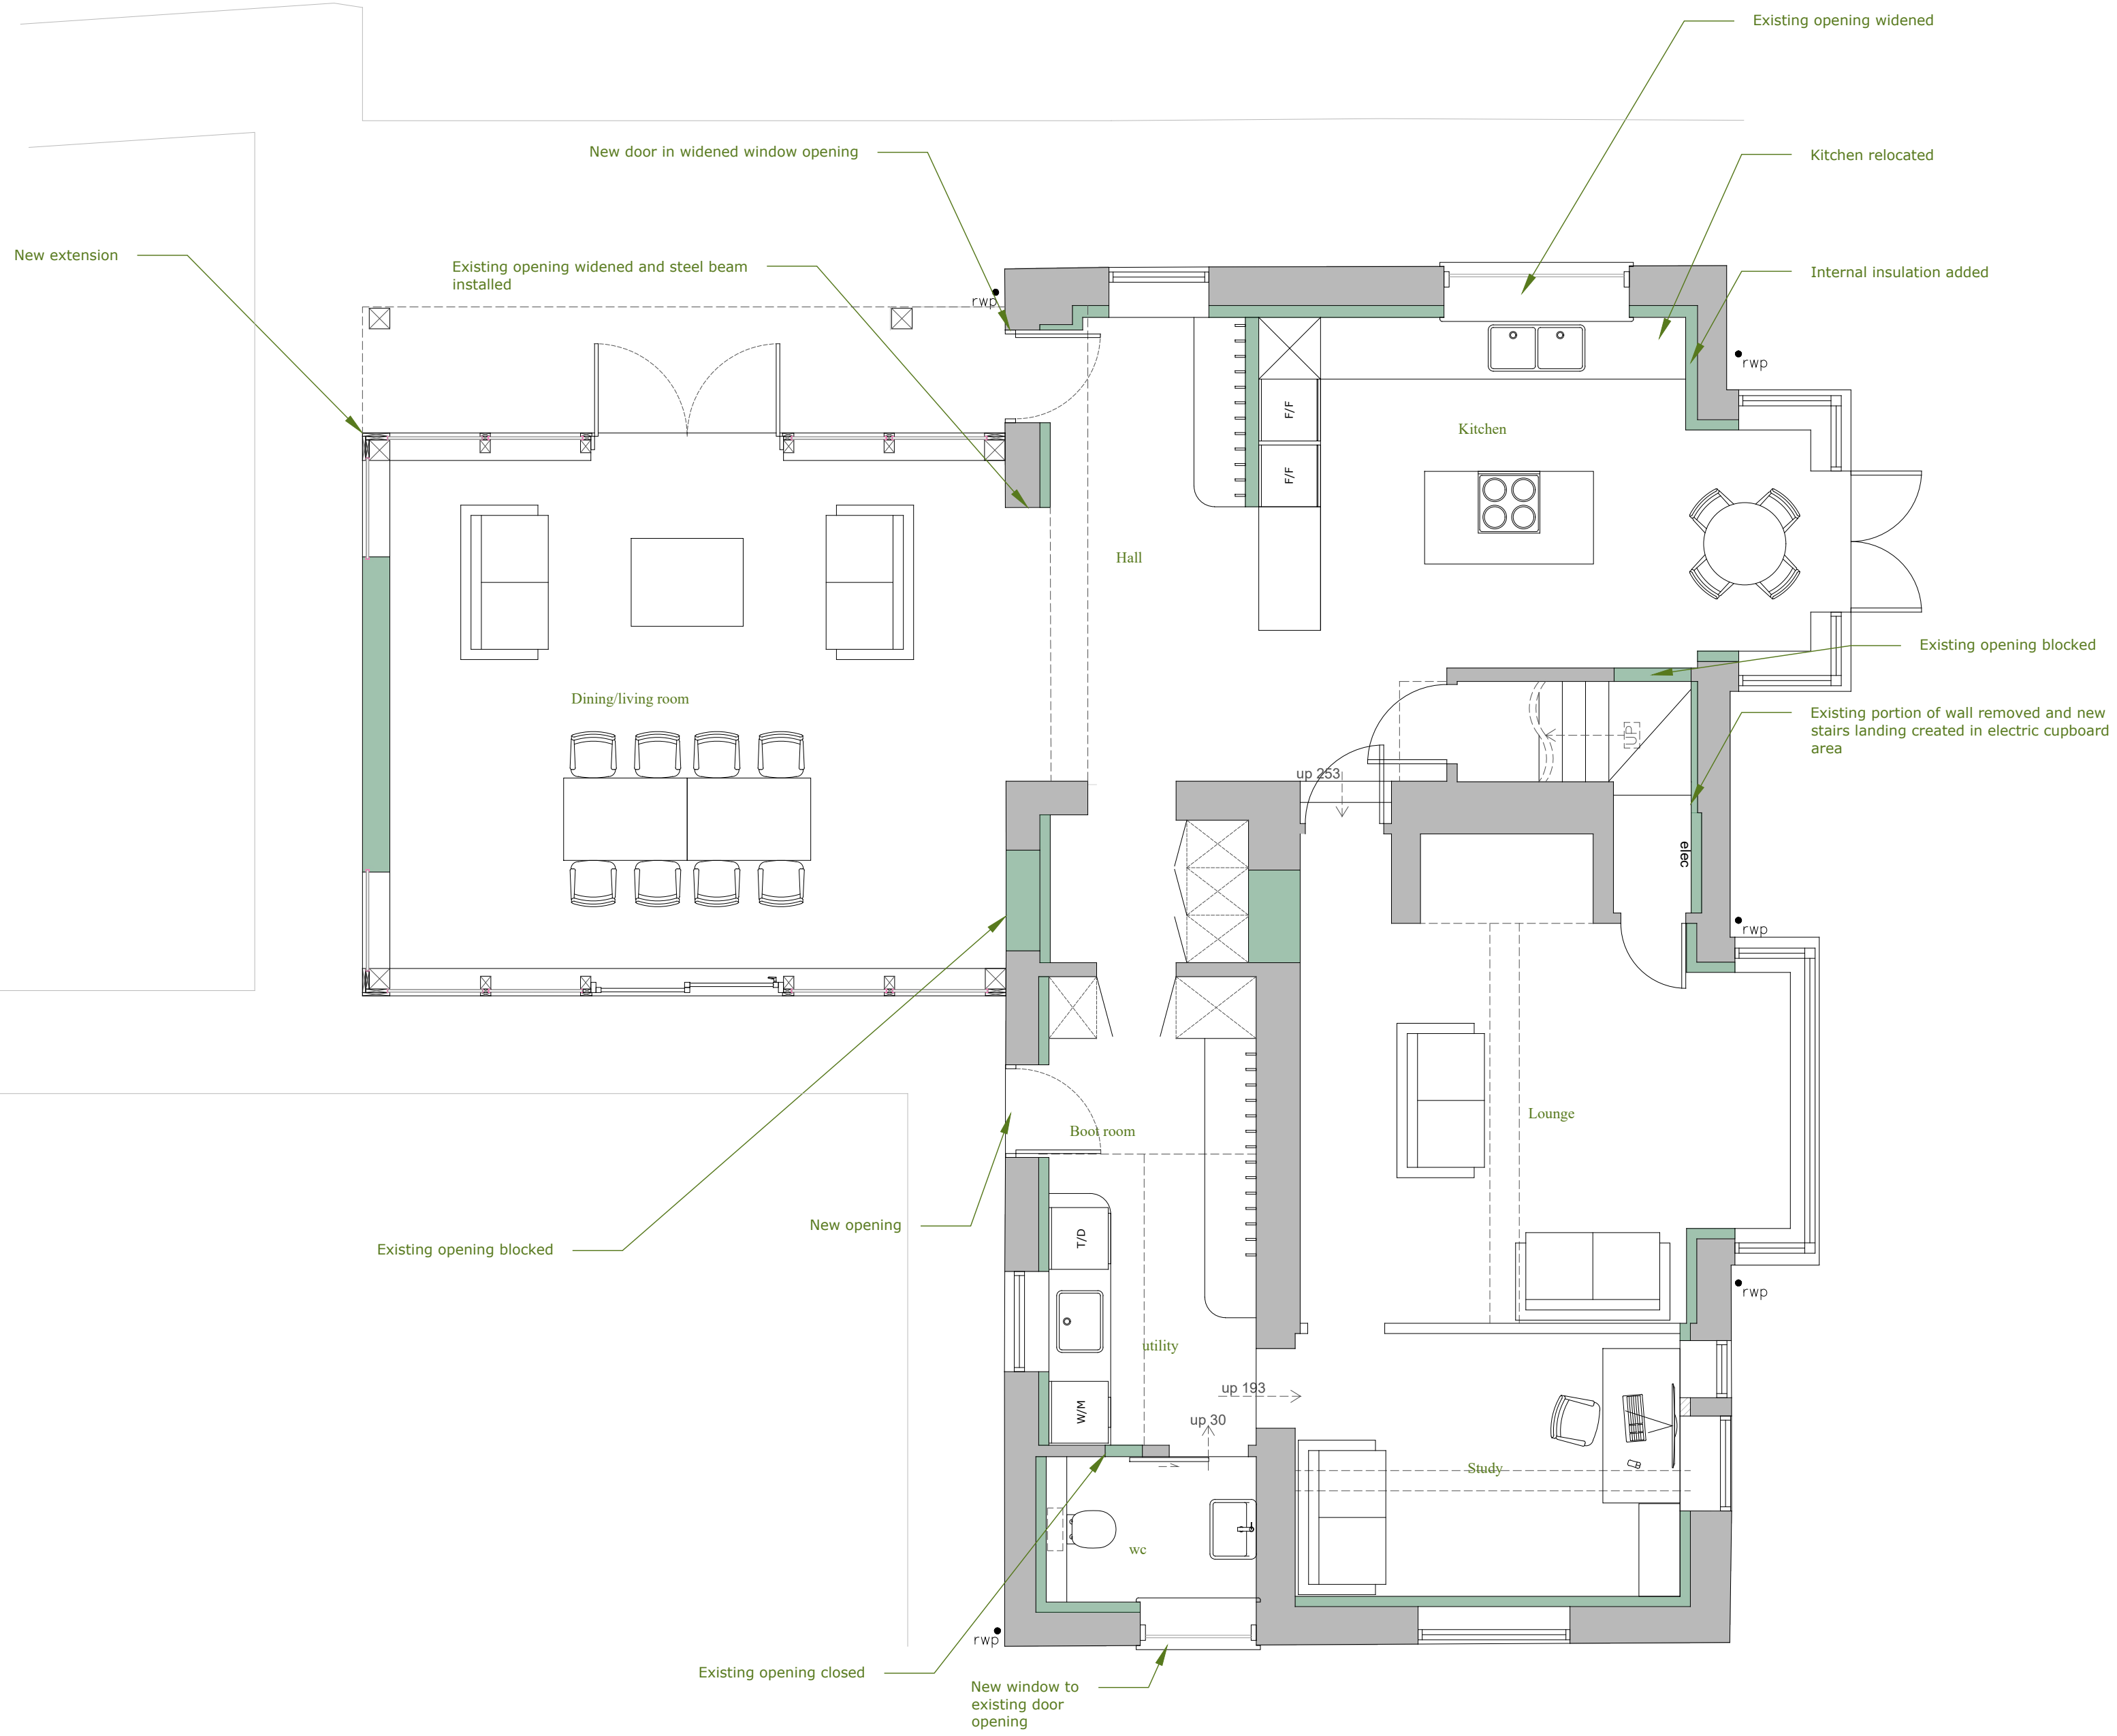 Existing opening widened
New door in widened window opening
Kitchen relocated
New extension
Existing opening widened and steel beam
installed
Internal insulation added
rwp
rwp
F/F
Kitchen
F/F
Hall
Existing opening blocked
Dining/living room
Existing portion of wall removed and new
stairs landing created in electric cupboard
area
UP
up 253
elec
rwp
Lounge
Boot room
New opening
T/D
Existing opening blocked
rwp
utility
up 193
W/M
up 30
Study
wc
rwp
Existing opening closed
New window to
existing door
opening